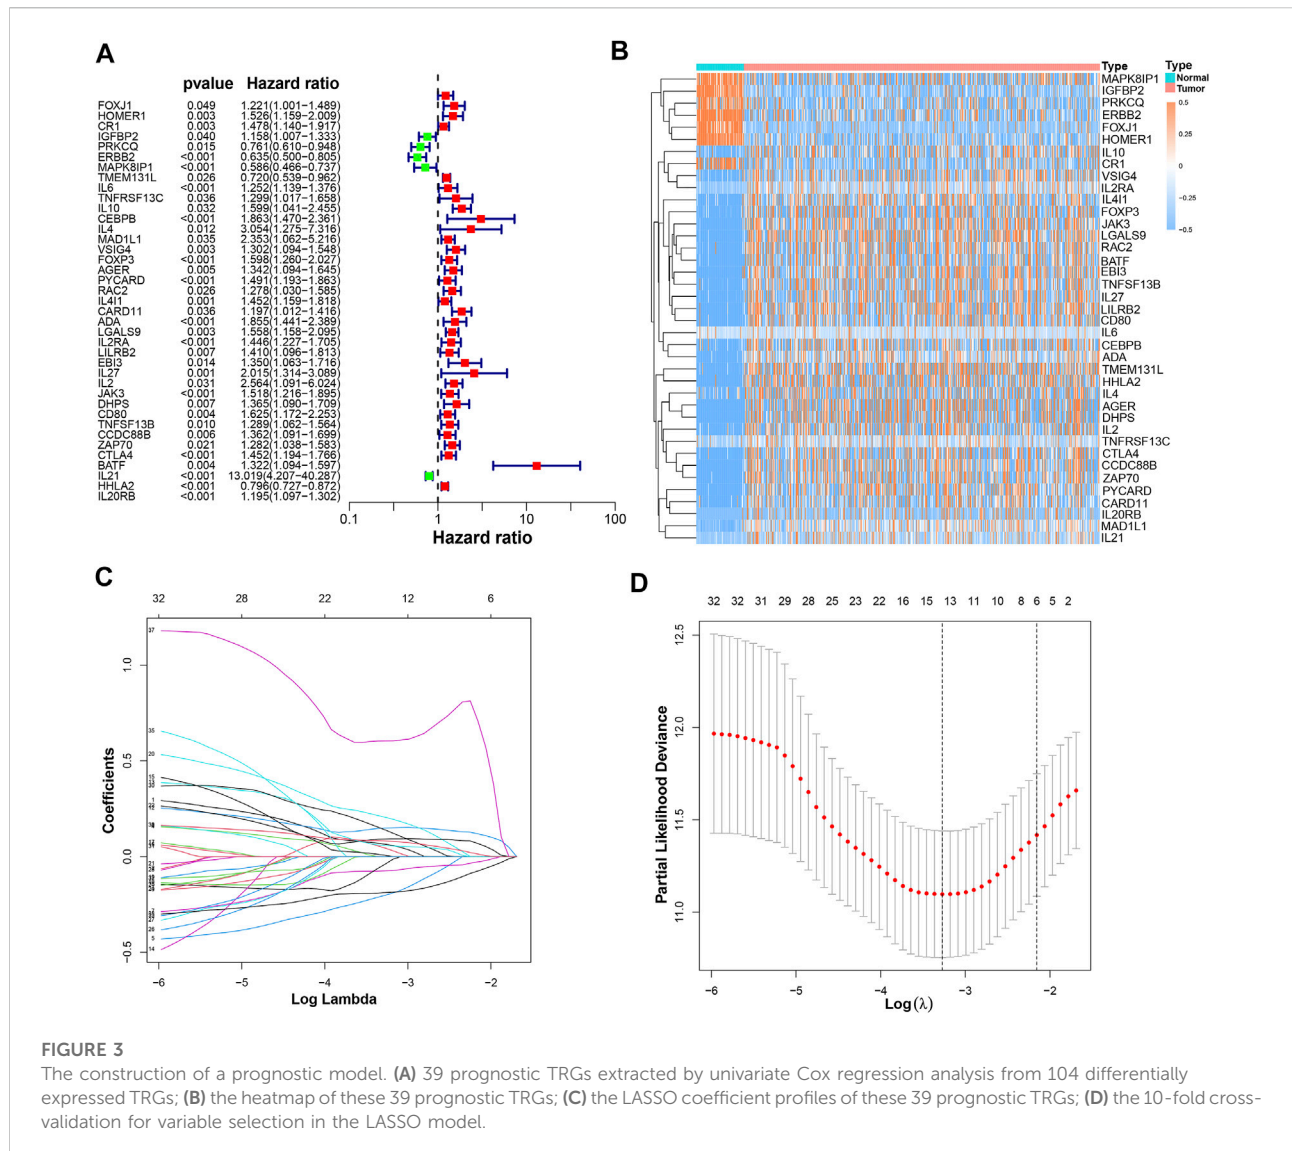 A
pvalue Hazard ratio
FOXJ1 0.049 1.221(1.001−1.489)
HOMER1 0.003 1.526(1.159−2.009)
CR1 0.003 1.478(1.140−1.917)
IGFBP2 0.040 1.158(1.007−1.333)
PRKCQ 0.015 0.761(0.610−0.948)
ERBB2 <0.001 0.635(0.500−0.805)
MAPK8IP1 <0.001 0.586(0.466−0.737)
TMEM131L 0.026 0.720(0.539−0.962)
IL6 <0.001 1.252(1.139−1.376)
TNFRSF13C 0.036 1.299(1.017−1.658)
IL10 0.032 1.599(1.041−2.455)
CEBPB <0.001 1.863(1.470−2.361)
IL4 0.012 3.054(1.275−7.316)
MAD1L1 0.035 2.353(1.062−5.216)
VSIG4 0.003 1.302(1.094−1.548)
FOXP3 <0.001 1.598(1.260−2.027)
AGER 0.005 1.342(1.094−1.645)
PYCARD <0.001 1.491(1.193−1.863)
RAC2 0.026 1.278(1.030−1.585)
IL4I1 0.001 1.452(1.159−1.818)
CARD11 0.036 1.197(1.012−1.416)
ADA <0.001 1.855(1.441−2.389)
LGALS9 0.003 1.558(1.158−2.095)
IL2RA <0.001 1.446(1.227−1.705)
LILRB2 0.007 1.410(1.096−1.813)
EBI3 0.014 1.350(1.063−1.716)
IL27 0.001 2.015(1.314−3.089)
IL2 0.031 2.564(1.091−6.024)
JAK3 <0.001 1.518(1.216−1.895)
DHPS 0.007 1.365(1.090−1.709)
CD80 0.004 1.625(1.172−2.253)
TNFSF13B 0.010 1.289(1.062−1.564)
CCDC88B 0.006 1.362(1.091−1.699)
ZAP70 0.021 1.282(1.038−1.583)
CTLA4 <0.001 1.452(1.194−1.766)
BATF 0.004 1.322(1.094−1.597)
IL21 <0.001 13.019(4.207−40.287)
HHLA2 <0.001 0.796(0.727−0.872)
IL20RB <0.001 1.195(1.097−1.302)
0.1 1 10 100
Hazard ratio
B
Type
MAPK8IP1
IGFBP2
PRKCQ
ERBB2
FOXJ1
HOMER1
IL10
CR1
VSIG4
IL2RA
IL4I1
FOXP3
JAK3
LGALS9
RAC2
BATF
EBI3
TNFSF13B
IL27
LILRB2
CD80
IL6
CEBPB
ADA
TMEM131L
HHLA2
IL4
AGER
DHPS
IL2
TNFRSF13C
CTLA4
CCDC88B
ZAP70
PYCARD
CARD11
IL20RB
MAD1L1
IL21
Type
Normal
Tumor
0.5
0.25
0
−0.25
−0.5
C
32 28 22 12 6
1.0
0.5
0.0
−0.5
Coefficients
37
35
20
1
5
14
−6 −5 −4 −3 −2
Log Lambda
D
32 32 31 29 28 25 23 22 16 15 13 11 10 8 6 5 2
12.5
12.0
11.5
11.0
Partial Likelihood Deviance
−6 −5 −4 −3 −2
Log(λ)
FIGURE 3
The construction of a prognostic model. (A) 39 prognostic TRGs extracted by univariate Cox regression analysis from 104 differentially
expressed TRGs; (B) the heatmap of these 39 prognostic TRGs; (C) the LASSO coefficient profiles of these 39 prognostic TRGs; (D) the 10-fold cross-
validation for variable selection in the LASSO model.